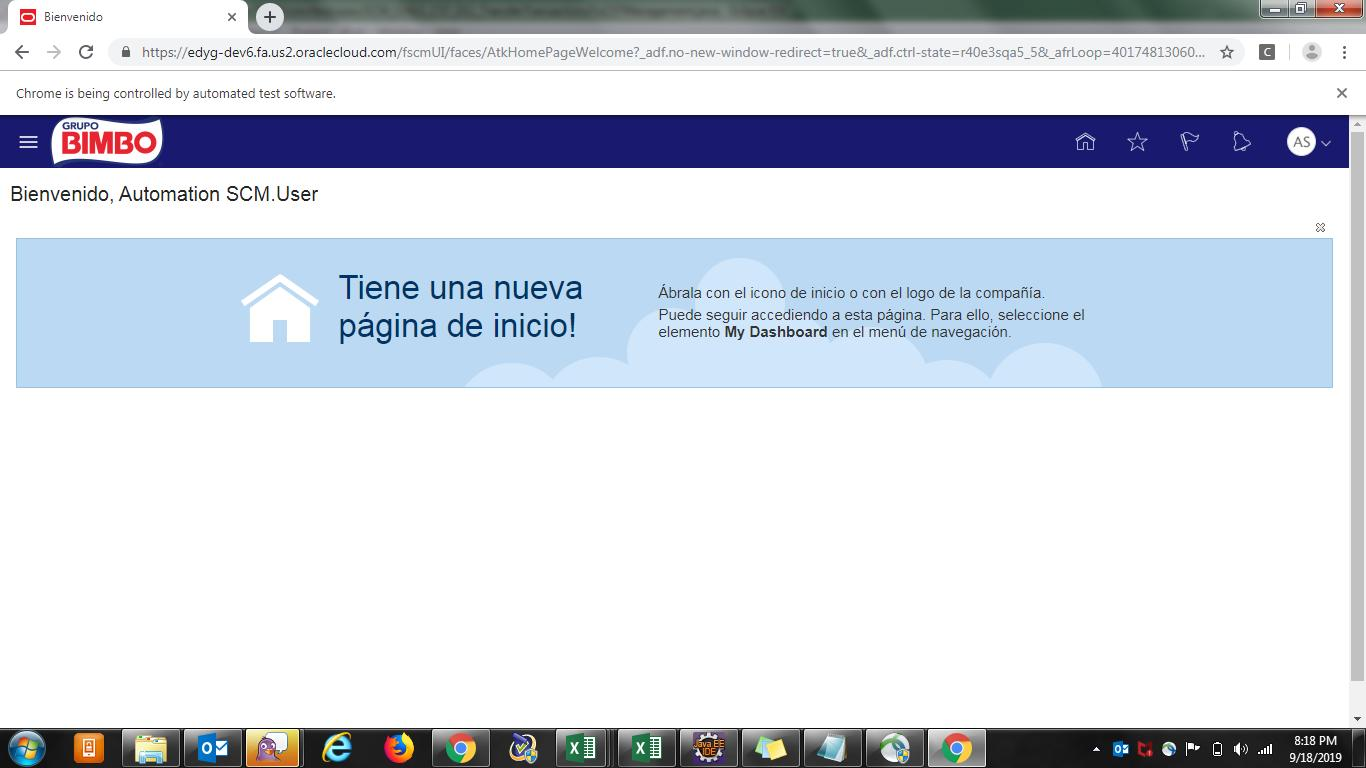 Bienvenido
https://edyg-dev6.fa.us2.oraclecloud.com/fscmUI/faces/AtkHomePageWelcome?_adf.no-new-window-redirect=true&_adf.ctrl-state=r40e3sqa5_5&_afrLoop=40174813060...
C
Chrome is being controlled by automated test software.
GRUPO
BIMBO
AS
Bienvenido, Automation SCM.User
Tiene una nueva
página de inicio!
Ábrala con el icono de inicio o con el logo de la compañía.
Puede seguir accediendo a esta página. Para ello, seleccione el
elemento My Dashboard en el menú de navegación.
Java EE
IDE
8:18 PM
9/18/2019